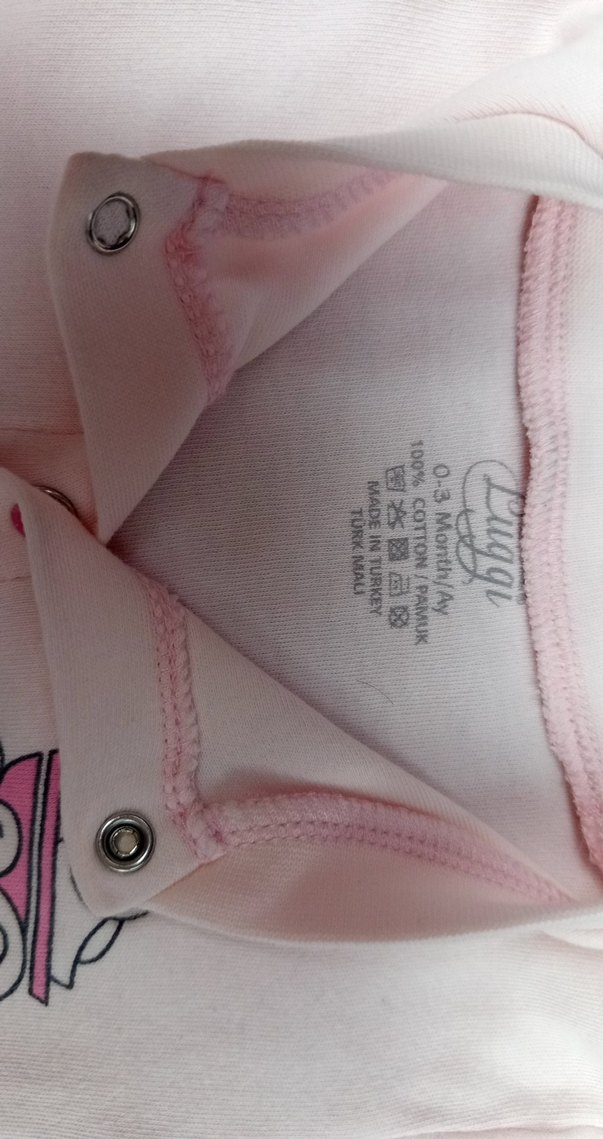 Luggi
0-3 Month/Ay
100% COTTON / PAMUK
MADE IN TURKEY
TÜRK MALI